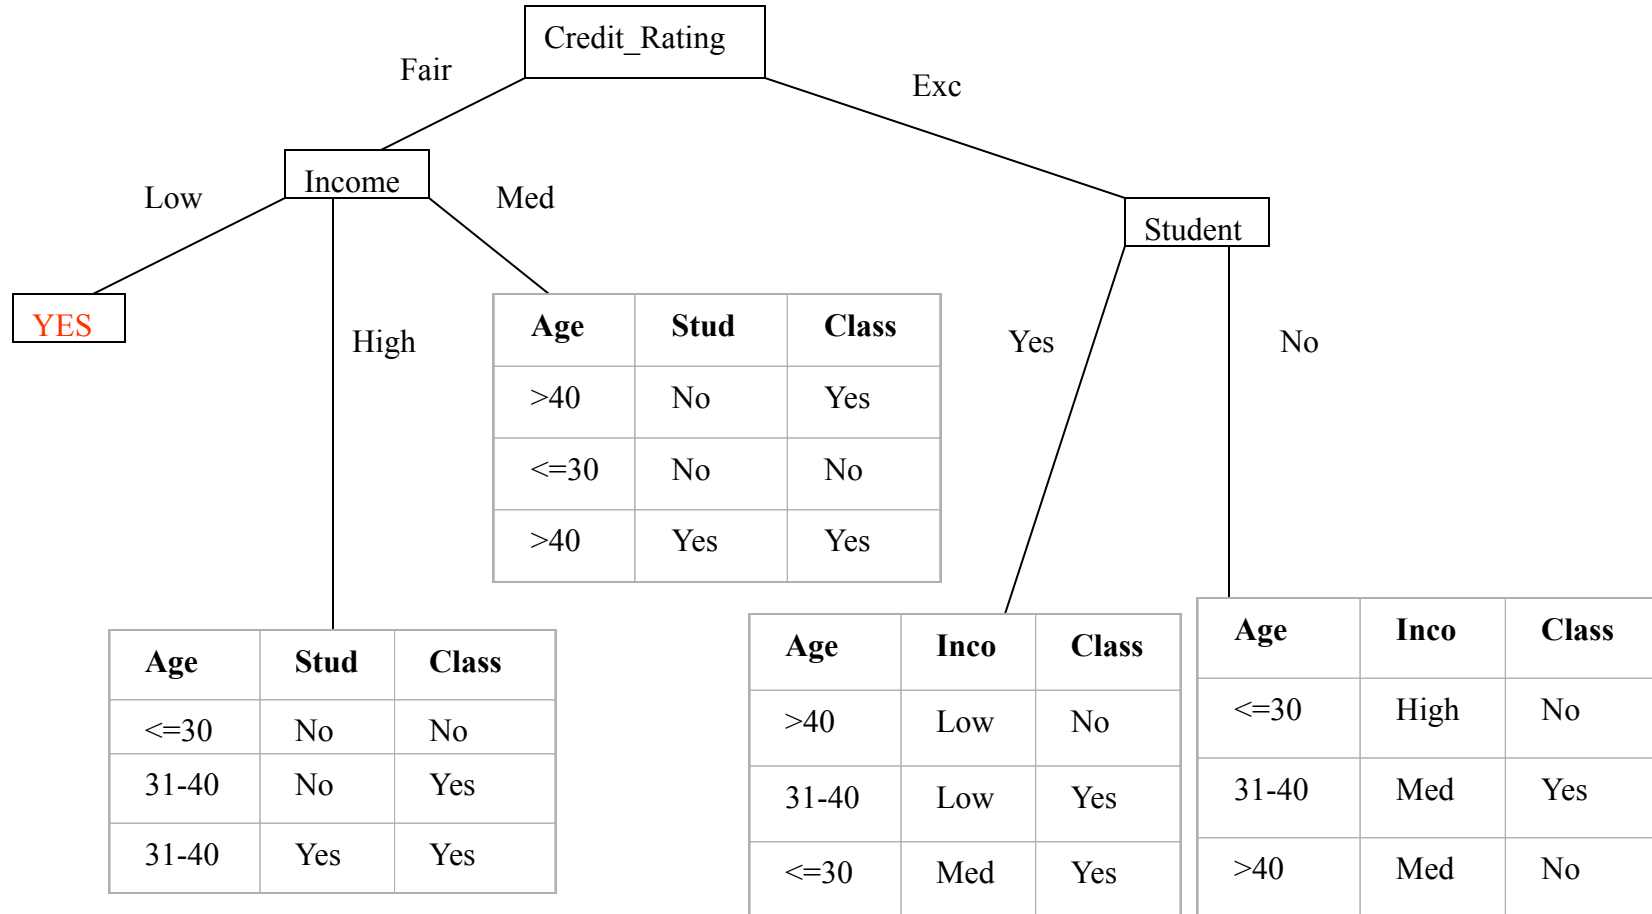 Credit_Rating
Fair
Exc
Income
Low
Med
Student
YES
High
Yes
No
Age Stud Class
>40 No Yes
<=30 No No
>40 Yes Yes
Age Stud Class
<=30 No No
31-40 No Yes
31-40 Yes Yes
Age Inco Class
>40 Low No
31-40 Low Yes
<=30 Med Yes
Age Inco Class
<=30 High No
31-40 Med Yes
>40 Med No